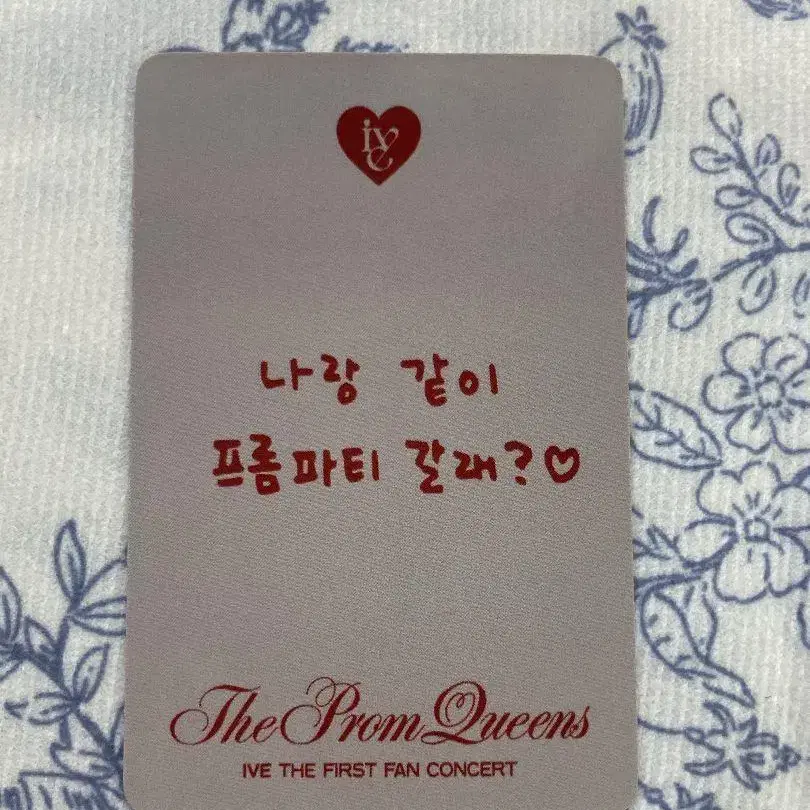 ive
나랑 같이
프롬파티 갈래?♡
The Prom Queens
IVE THE FIRST FAN CONCERT